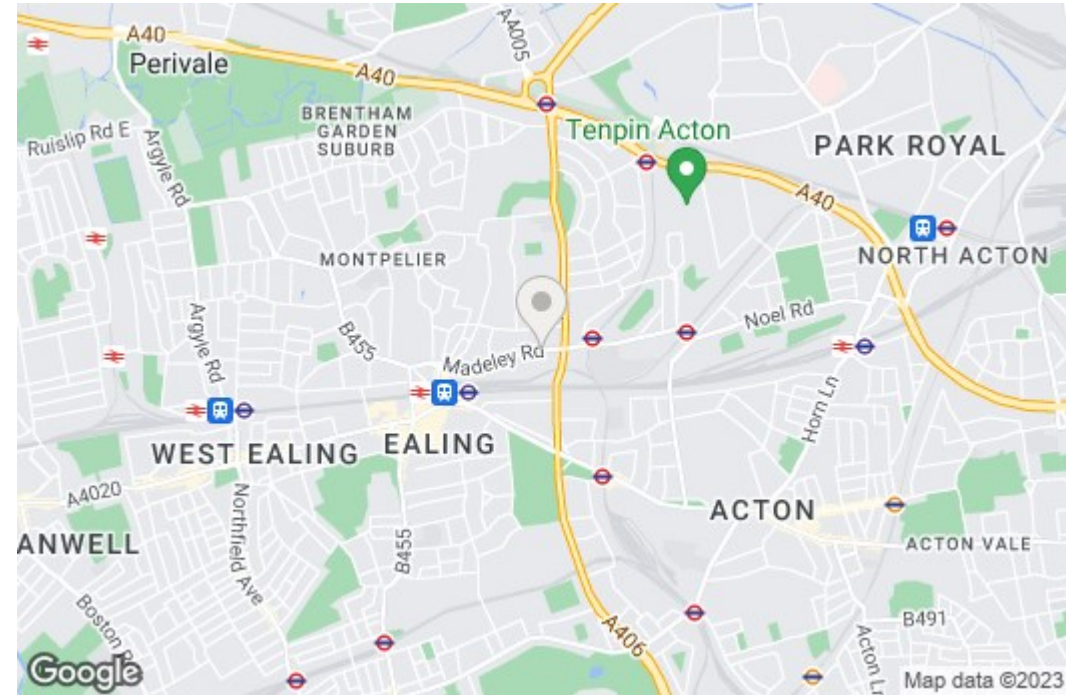 A40
Perivale
A40
A4005
BRENTHAM
GARDEN
SUBURB
Tenpin Acton
PARK ROYAL
Ruislip Rd E
Argyle Rd
A40
NORTH ACTON
MONTPELIER
Argyle Rd
B455
Madeley Rd
Noel Rd
Horn Ln
WEST EALING
EALING
A4020
Northfield Ave
B455
ACTON
ANWELL
ACTON VALE
Boston R
A406
B491
Acton Ln
Google
Map data ©2023